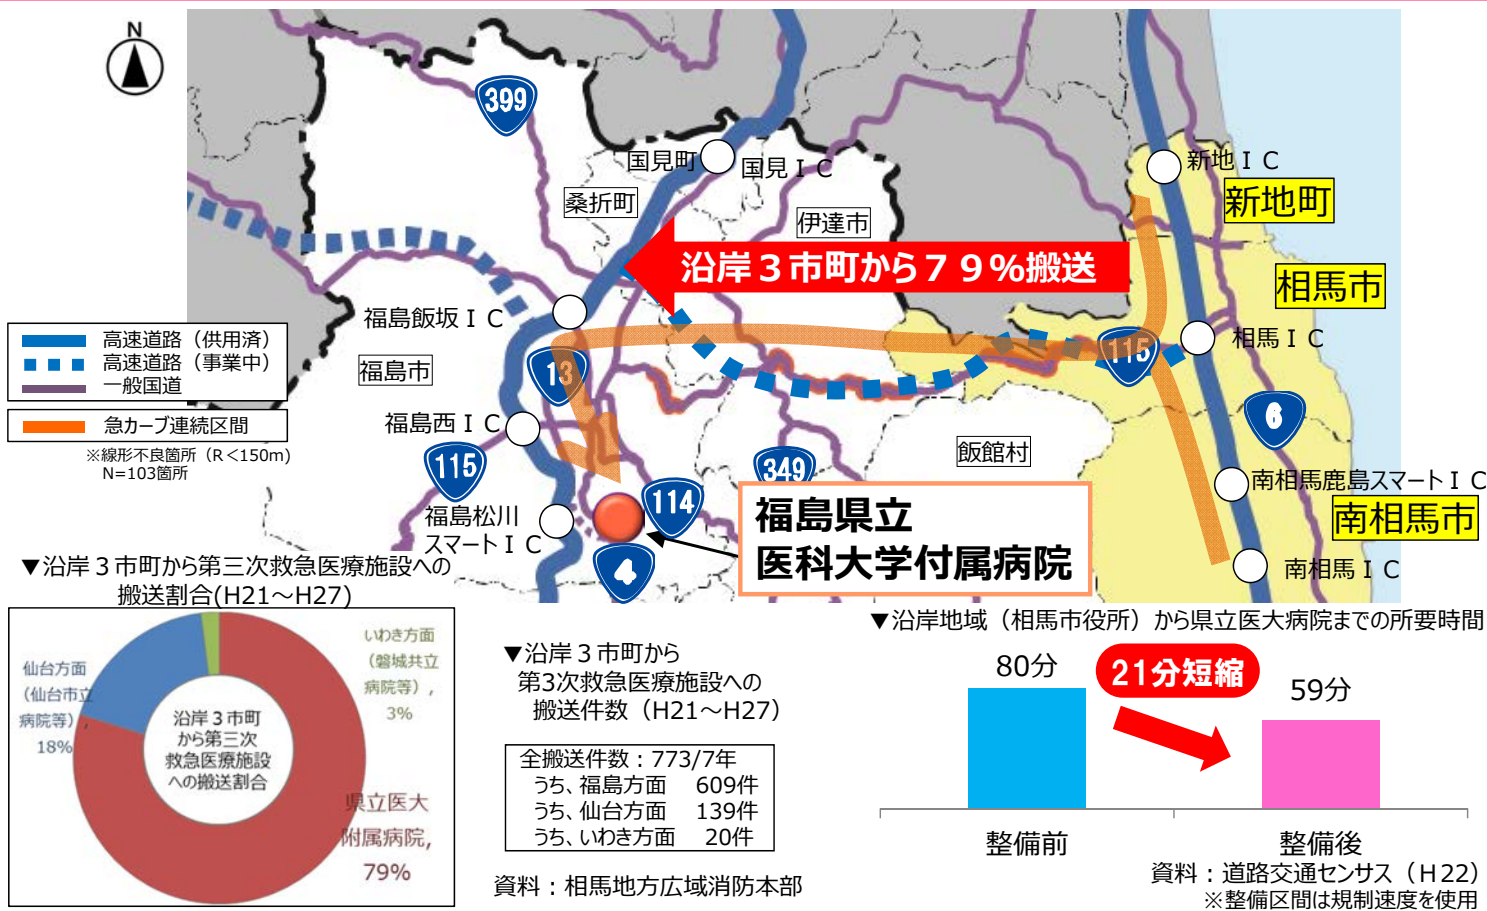 N
399
国見町
国見ＩＣ
新地ＩＣ
新地町
桑折町
伊達市
沿岸３市町から７９％搬送
相馬市
福島飯坂ＩＣ
相馬ＩＣ
高速道路（供用済）
高速道路（事業中）
一般国道
急カーブ連続区間
※線形不良箇所（R＜150m)
N=103箇所
福島市
13
115
6
福島西ＩＣ
115
349
飯館村
南相馬鹿島スマートＩＣ
南相馬市
114
福島松川
スマートＩＣ
4
福島県立
医科大学付属病院
南相馬ＩＣ
▼沿岸３市町から第三次救急医療施設への
搬送割合(H21～H27)
いわき方面
（磐城共立
病院等）,
3%
仙台方面
（仙台市立
病院等）,
18%
沿岸３市町
から第三次
救急医療施設
への搬送割合
県立医大
附属病院,
79%
▼沿岸３市町から
第3次救急医療施設への
搬送件数（H21～H27）
全搬送件数：773/7年
うち、福島方面　609件
うち、仙台方面　139件
うち、いわき方面　20件
資料：相馬地方広域消防本部
▼沿岸地域（相馬市役所）から県立医大病院までの所要時間
80分
21分短縮
59分
整備前
整備後
資料：道路交通センサス（Ｈ22）
※整備区間は規制速度を使用